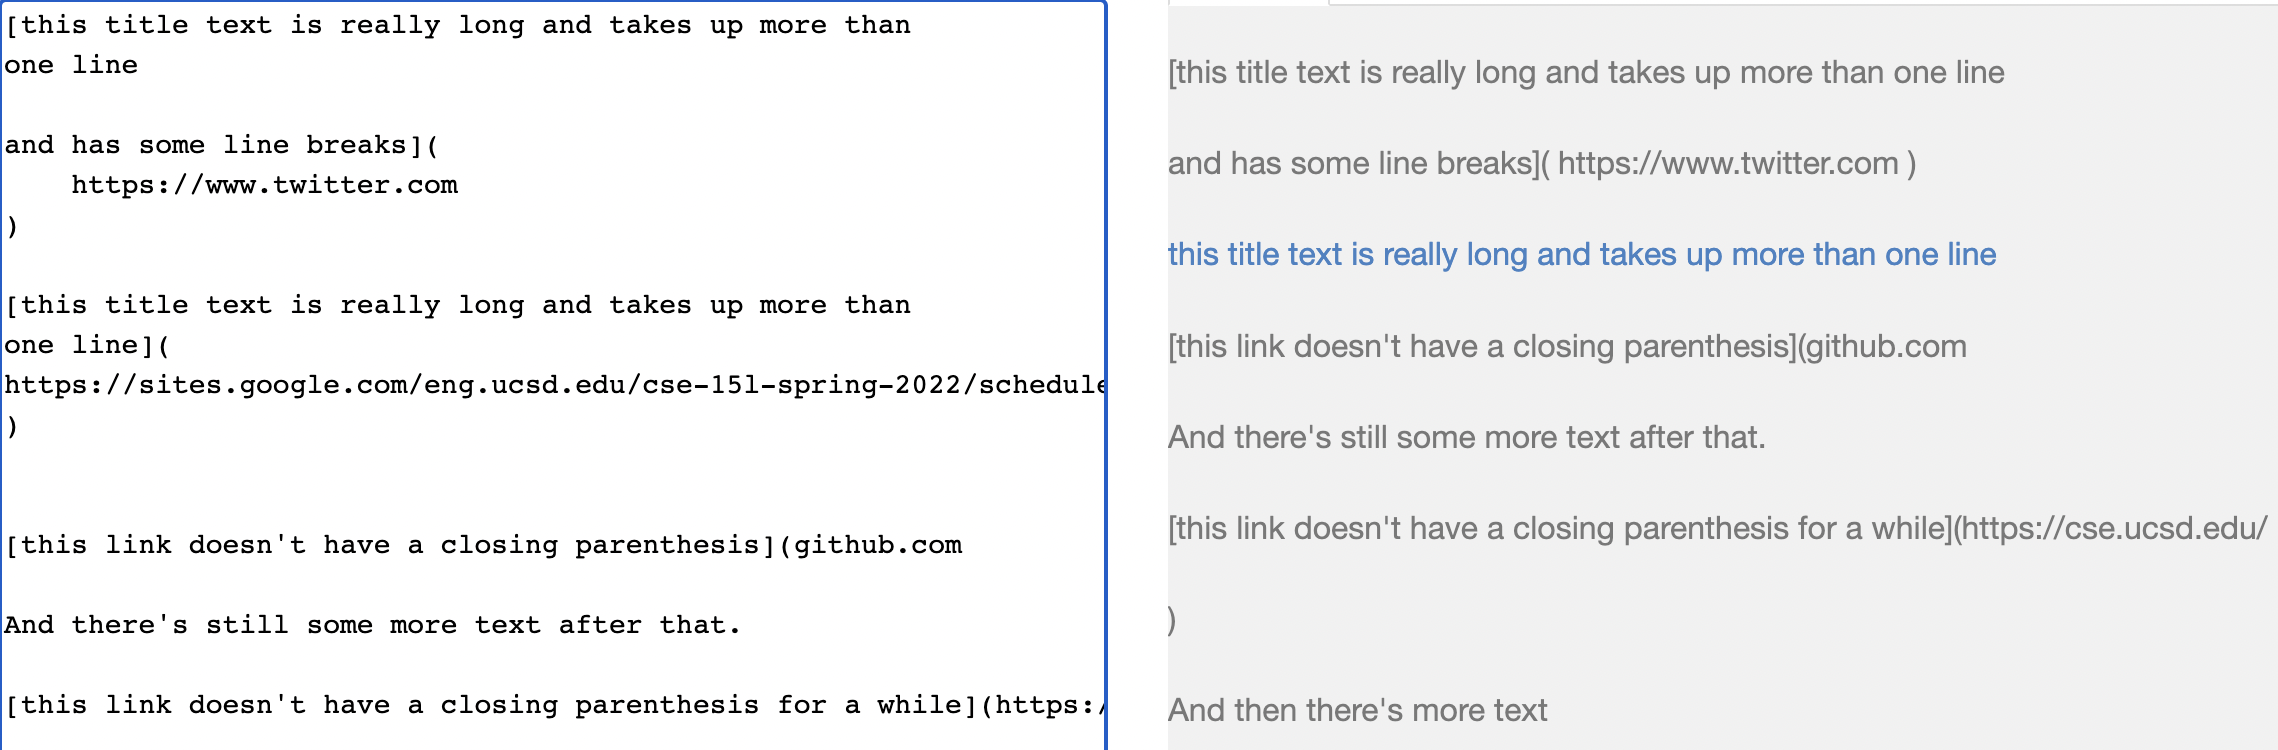 [this title text is really long and takes up more than
one line
and has some line breaks](
https://www.twitter.com
)
[this title text is really long and takes up more than
one line](
https://sites.google.com/eng.ucsd.edu/cse-15l-spring-2022/schedule
)
[this link doesn't have a closing parenthesis](github.com
And there's still some more text after that.
[this link doesn't have a closing parenthesis for a while](https:/
[this title text is really long and takes up more than one line
and has some line breaks]( https://www.twitter.com )
this title text is really long and takes up more than one line
[this link doesn't have a closing parenthesis](github.com
And there's still some more text after that.
[this link doesn't have a closing parenthesis for a while](https://cse.ucsd.edu/
)
And then there's more text